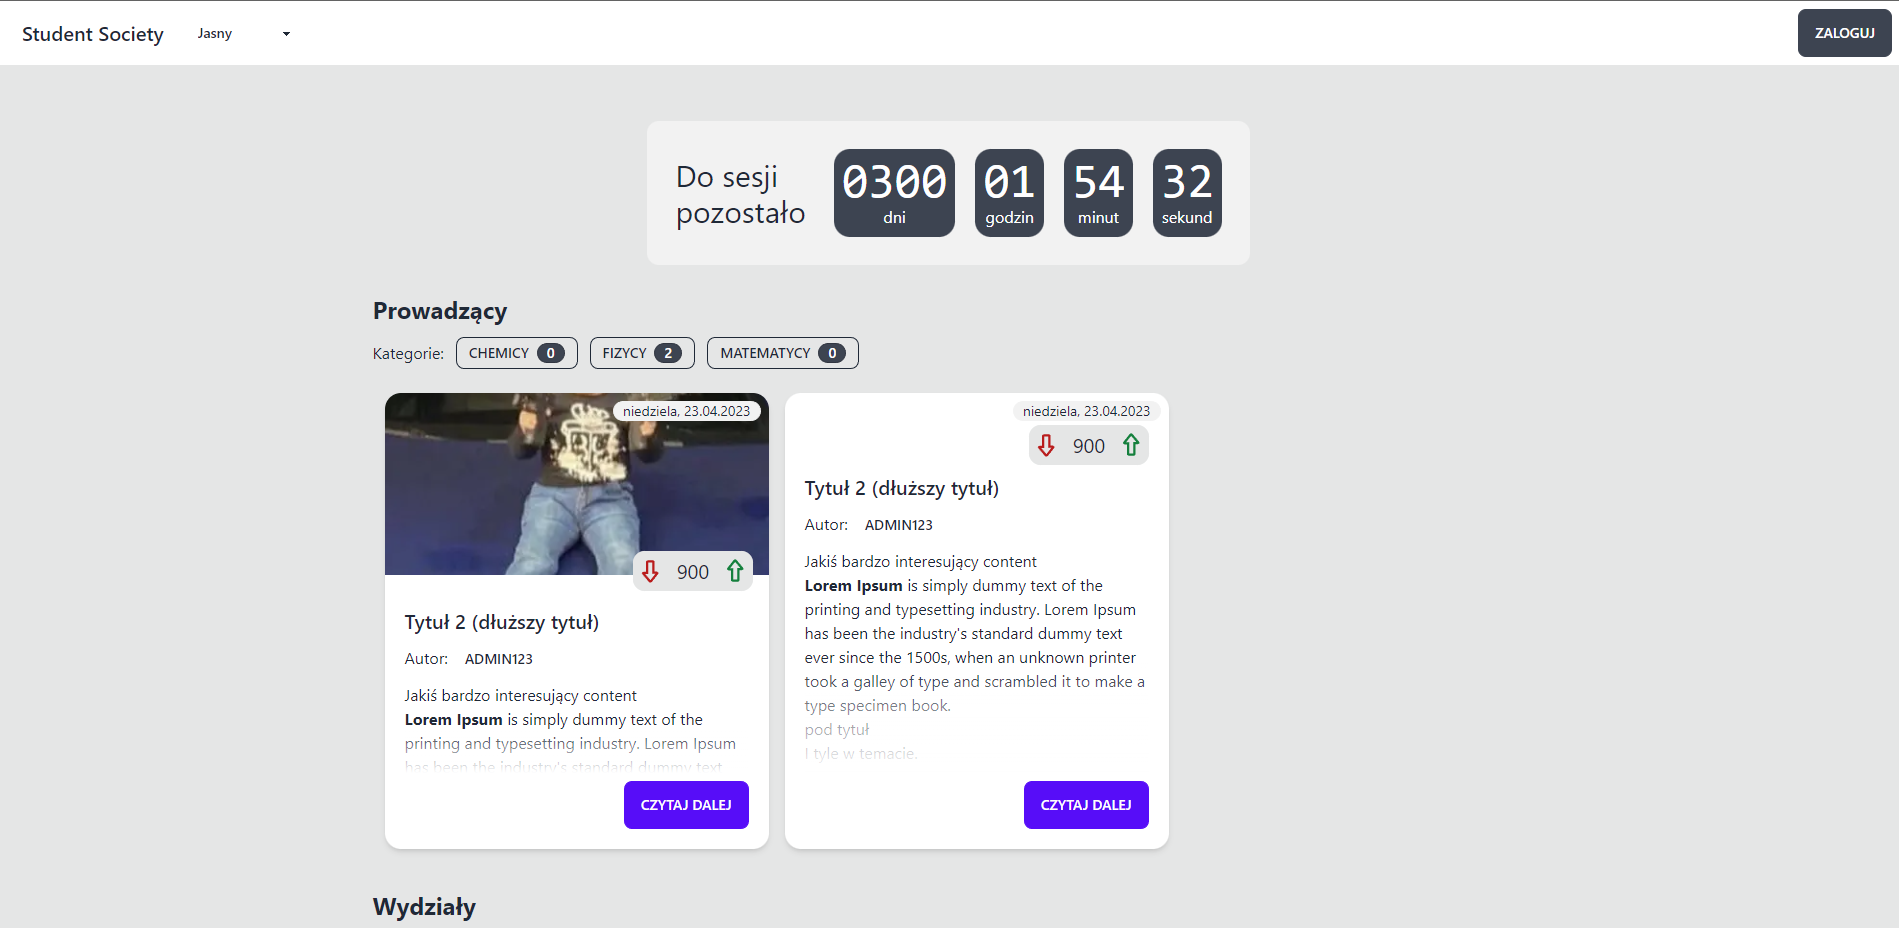 Student Society Jasny ZALOGUJ
Do sesji
pozostało
0300 01 54 32
dni godzin minut sekund
Prowadzący
Kategorie: CHEMICY 0 FIZYCY 2 MATEMATYCY 0
niedziela, 23.04.2023
900
Tytuł 2 (dłuższy tytuł)
Autor: ADMIN123
Jakiś bardzo interesujący content
Lorem Ipsum is simply dummy text of the
printing and typesetting industry. Lorem Ipsum
has been the industry's standard dummy text
CZYTAJ DALEJ
niedziela, 23.04.2023
900
Tytuł 2 (dłuższy tytuł)
Autor: ADMIN123
Jakiś bardzo interesujący content
Lorem Ipsum is simply dummy text of the
printing and typesetting industry. Lorem Ipsum
has been the industry's standard dummy text
ever since the 1500s, when an unknown printer
took a galley of type and scrambled it to make a
type specimen book.
pod tytuł
I tyle w temacie.
CZYTAJ DALEJ
Wydziały